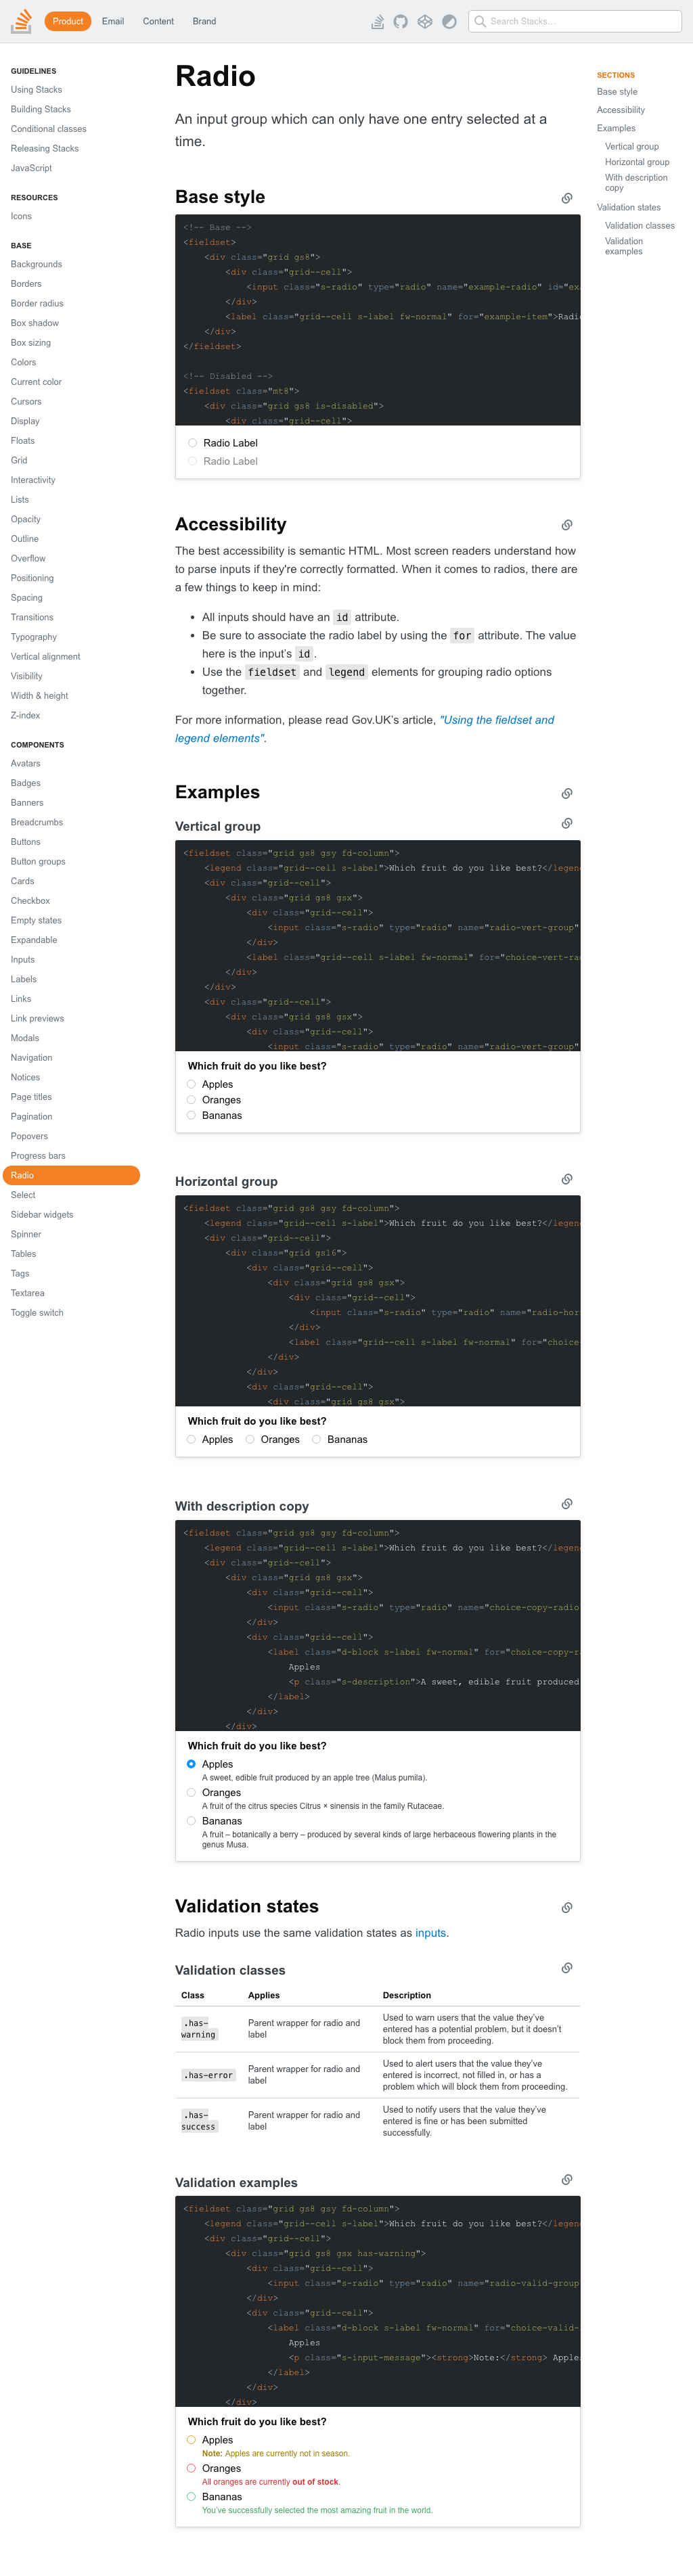 Product Email Content Brand
Search Stacks…
GUIDELINES
Using Stacks
Building Stacks
Conditional classes
Releasing Stacks
JavaScript
RESOURCES
Icons
BASE
Backgrounds
Borders
Border radius
Box shadow
Box sizing
Colors
Current color
Cursors
Display
Floats
Grid
Interactivity
Lists
Opacity
Outline
Overflow
Positioning
Spacing
Transitions
Typography
Vertical alignment
Visibility
Width & height
Z-index
COMPONENTS
Avatars
Badges
Banners
Breadcrumbs
Buttons
Button groups
Cards
Checkbox
Empty states
Expandable
Inputs
Labels
Links
Link previews
Modals
Navigation
Notices
Page titles
Pagination
Popovers
Progress bars
Radio
Select
Sidebar widgets
Spinner
Tables
Tags
Textarea
Toggle switch
Radio
An input group which can only have one entry selected at a
time.
Base style
<!-- Base -->
<fieldset>
<div class="grid gs8">
<div class="grid--cell">
<input class="s-radio" type="radio" name="example-radio" id="ex
</div>
<label class="grid--cell s-label fw-normal" for="example-item">Radi
</div>
</fieldset>
<!-- Disabled -->
<fieldset class="mt8">
<div class="grid gs8 is-disabled">
<div class="grid--cell">
Radio Label
Radio Label
Accessibility
The best accessibility is semantic HTML. Most screen readers understand how
to parse inputs if they're correctly formatted. When it comes to radios, there are
a few things to keep in mind:
• All inputs should have an id attribute.
• Be sure to associate the radio label by using the for attribute. The value
here is the input's id.
• Use the fieldset and legend elements for grouping radio options
together.
For more information, please read Gov.UK's article, "Using the fieldset and
legend elements".
Examples
Vertical group
<fieldset class="grid gs8 gsy fd-column">
<legend class="grid--cell s-label">Which fruit do you like best?</legen
<div class="grid--cell">
<div class="grid gs8 gsx">
<div class="grid--cell">
<input class="s-radio" type="radio" name="radio-vert-group"
</div>
<label class="grid--cell s-label fw-normal" for="choice-vert-ra
</div>
</div>
<div class="grid--cell">
<div class="grid gs8 gsx">
<div class="grid--cell">
<input class="s-radio" type="radio" name="radio-vert-group"
Which fruit do you like best?
Apples
Oranges
Bananas
Horizontal group
<fieldset class="grid gs8 gsy fd-column">
<legend class="grid--cell s-label">Which fruit do you like best?</legen
<div class="grid--cell">
<div class="grid gs16">
<div class="grid--cell">
<div class="grid gs8 gsx">
<div class="grid--cell">
<input class="s-radio" type="radio" name="radio-hor
</div>
<label class="grid--cell s-label fw-normal" for="choice
</div>
</div>
<div class="grid--cell">
<div class="grid gs8 gsx">
Which fruit do you like best?
Apples Oranges Bananas
With description copy
<fieldset class="grid gs8 gsy fd-column">
<legend class="grid--cell s-label">Which fruit do you like best?</legen
<div class="grid--cell">
<div class="grid gs8 gsx">
<div class="grid--cell">
<input class="s-radio" type="radio" name="choice-copy-radio
</div>
<div class="grid--cell">
<label class="d-block s-label fw-normal" for="choice-copy-r
Apples
<p class="s-description">A sweet, edible fruit produced
</label>
</div>
</div>
Which fruit do you like best?
Apples
A sweet, edible fruit produced by an apple tree (Malus pumila).
Oranges
A fruit of the citrus species Citrus × sinensis in the family Rutaceae.
Bananas
A fruit – botanically a berry – produced by several kinds of large herbaceous flowering plants in the
genus Musa.
Validation states
Radio inputs use the same validation states as inputs.
Validation classes
Class Applies Description
.has-warning Parent wrapper for radio and label Used to warn users that the value they've entered has a potential problem, but it doesn't block them from proceeding.
.has-error Parent wrapper for radio and label Used to alert users that the value they've entered is incorrect, not filled in, or has a problem which will block them from proceeding.
.has-success Parent wrapper for radio and label Used to notify users that the value they've entered is fine or has been submitted successfully.
Validation examples
<fieldset class="grid gs8 gsy fd-column">
<legend class="grid--cell s-label">Which fruit do you like best?</legen
<div class="grid--cell">
<div class="grid gs8 gsx has-warning">
<div class="grid--cell">
<input class="s-radio" type="radio" name="radio-valid-group
</div>
<div class="grid--cell">
<label class="d-block s-label fw-normal" for="choice-valid-
Apples
<p class="s-input-message"><strong>Note:</strong> Apple
</label>
</div>
</div>
Which fruit do you like best?
Apples
Note: Apples are currently not in season.
Oranges
All oranges are currently out of stock.
Bananas
You've successfully selected the most amazing fruit in the world.
SECTIONS
Base style
Accessibility
Examples
Vertical group
Horizontal group
With description
copy
Validation states
Validation classes
Validation
examples